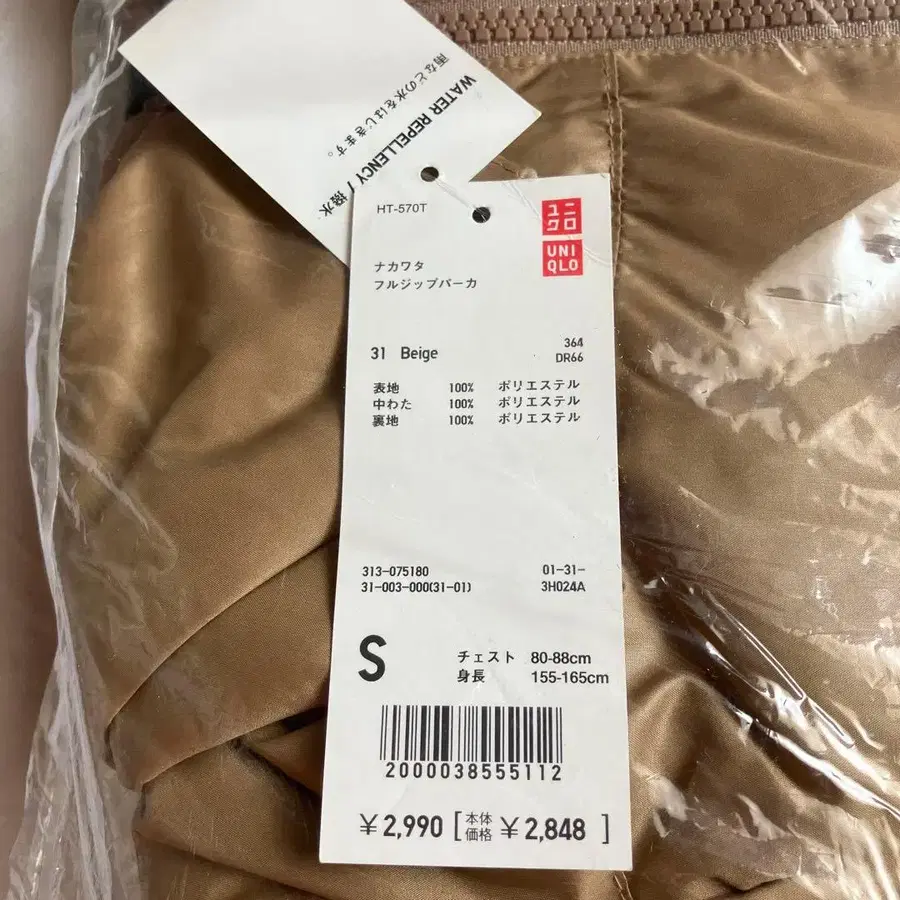 WATER REPELLENCY / 撥水
雨などの水をはじきます。
HT-570T
ユニ
クロ
UNI
QLO
ナカワタ
フルジップパーカ
31 Beige
364
DR66
表地 100% ポリエステル
中わた 100% ポリエステル
裏地 100% ポリエステル
313-075180 01-31-
31-003-000(31-01) 3H024A
S
チェスト 80-88cm
身長 155-165cm
2000038555112
¥2,990 [本体価格 ¥2,848 ]